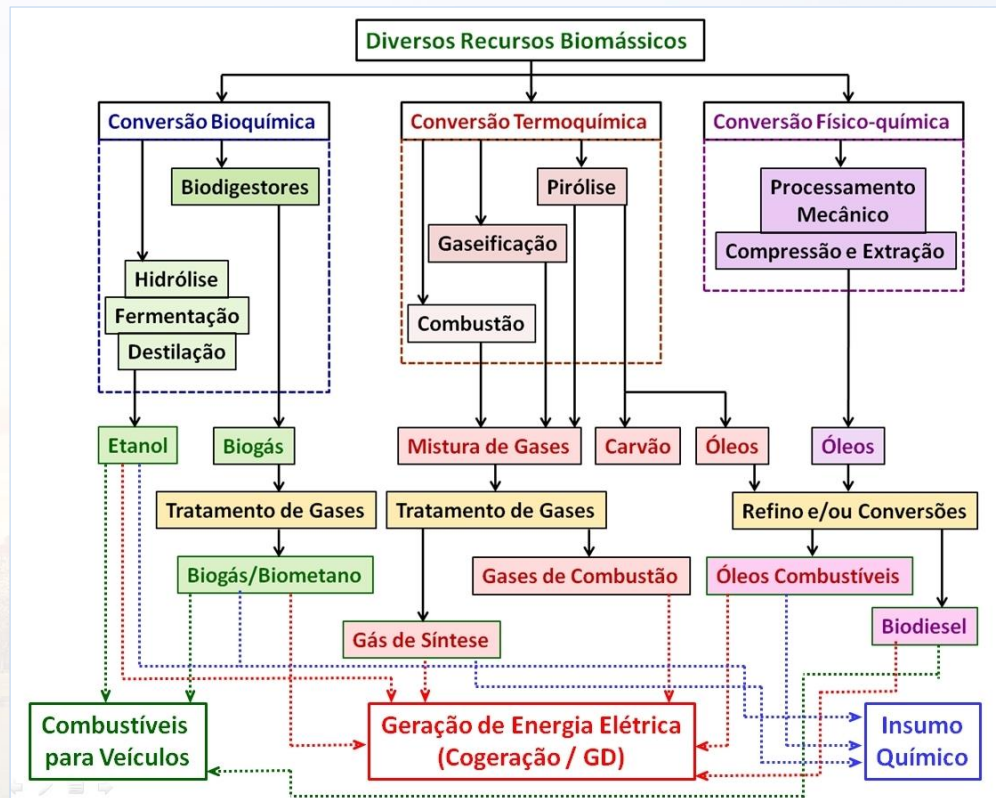 Diversos Recursos Biomássicos
Conversão Bioquímica
Conversão Termoquímica
Conversão Físico-química
Biodigestores
Pirólise
Processamento
Mecânico
Gaseificação
Compressão e Extração
Hidrólise
Fermentação
Combustão
Destilação
Etanol
Biogás
Mistura de Gases
Carvão
Óleos
Óleos
Tratamento de Gases
Tratamento de Gases
Refino e/ou Conversões
Biogás/Biometano
Gases de Combustão
Óleos Combustíveis
Gás de Síntese
Biodiesel
Combustíveis
para Veículos
Geração de Energia Elétrica
(Cogeração / GD)
Insumo
Químico